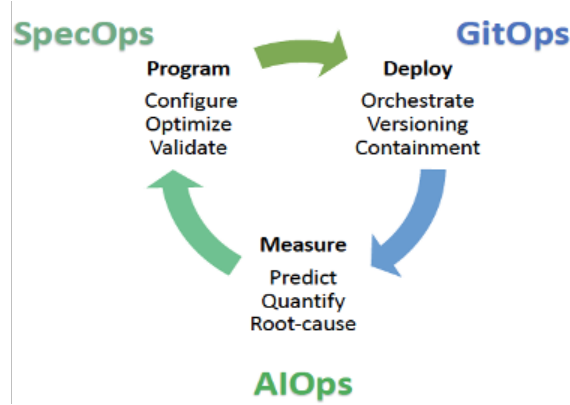 SpecOps
GitOps
Program
Configure
Optimize
Validate
Deploy
Orchestrate
Versioning
Containment
Measure
Predict
Quantify
Root-cause
AIOps